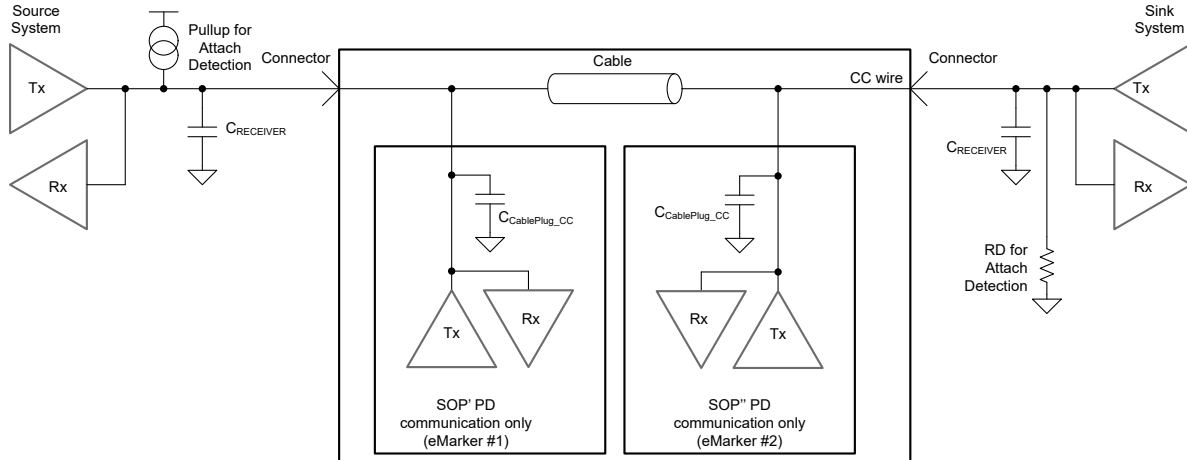 Source
System
Pullup for
Attach
Detection
Tx
Rx
CRECEIVER
Connector
Cable
CC wire
Connector
Sink
System
Tx
Rx
CRECEIVER
RD for
Attach
Detection
CCablePlug_CC
Tx
Rx
SOP' PD
communication only
(eMarker #1)
CCablePlug_CC
Rx
Tx
SOP'' PD
communication only
(eMarker #2)